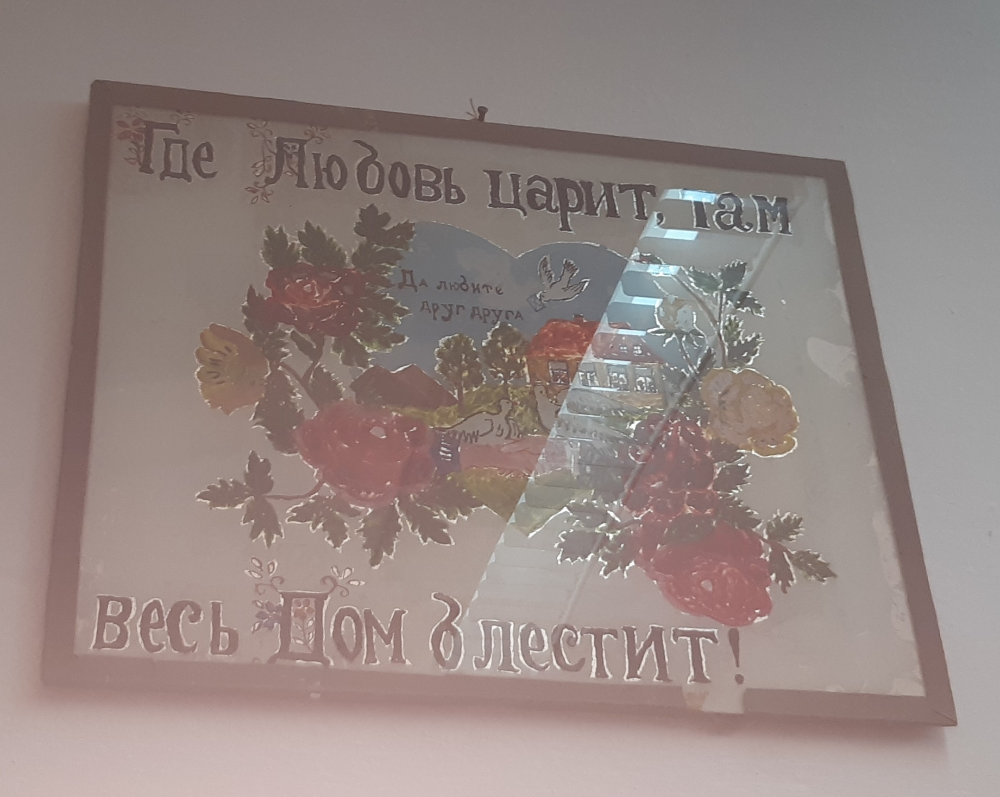 Где Любовь царит, там
Да любите
друг друга
весь Дом блестит!